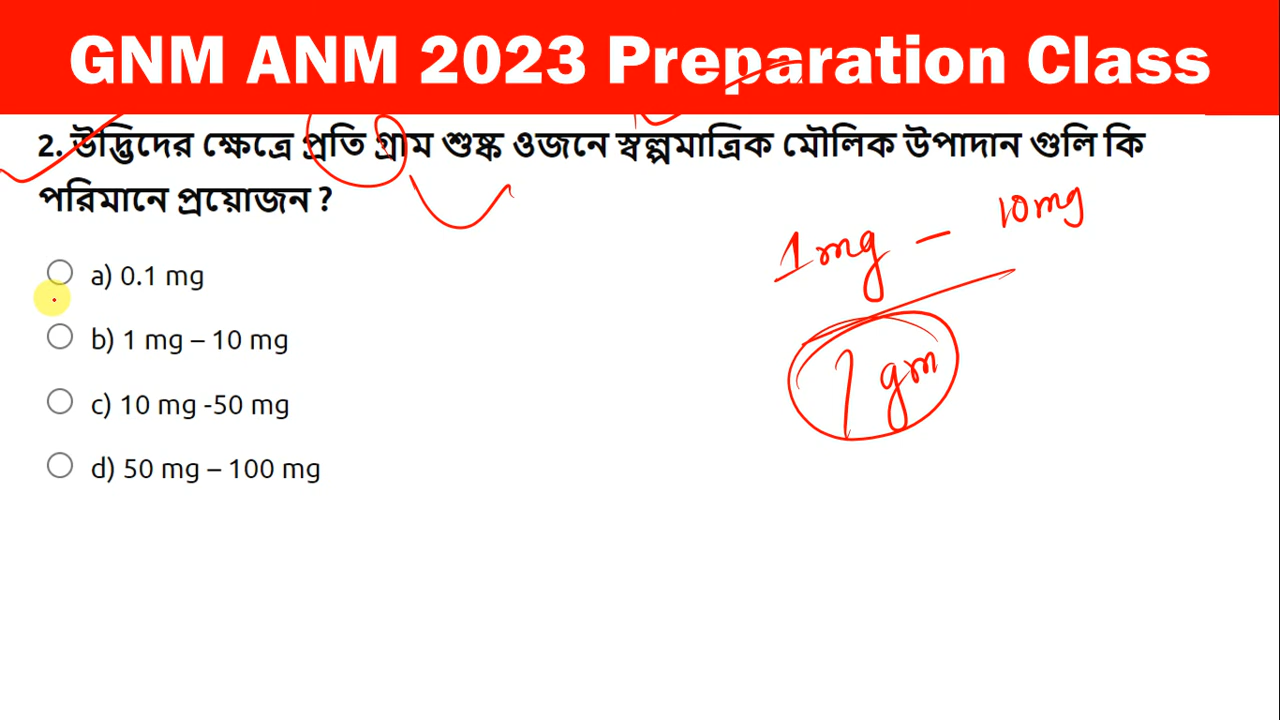 GNM ANM 2023 Preparation Class
2. উদ্ভিদের ক্ষেত্রে প্রতি গ্রাম শুষ্ক ওজনে স্বল্পমাত্রিক মৌলিক উপাদান গুলি কি
পরিমানে প্রয়োজন ?
a) 0.1 mg
b) 1 mg – 10 mg
c) 10 mg -50 mg
d) 50 mg – 100 mg
1mg – 10mg
1 gm